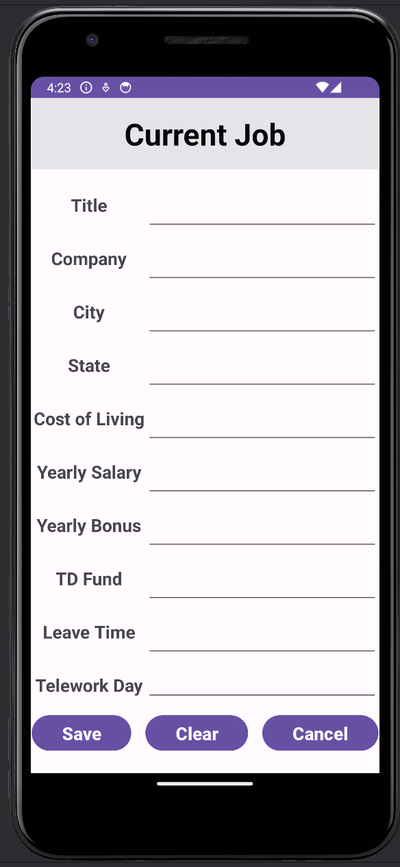 4:23
Current Job
Title
Company
City
State
Cost of Living
Yearly Salary
Yearly Bonus
TD Fund
Leave Time
Telework Day
Save Clear Cancel